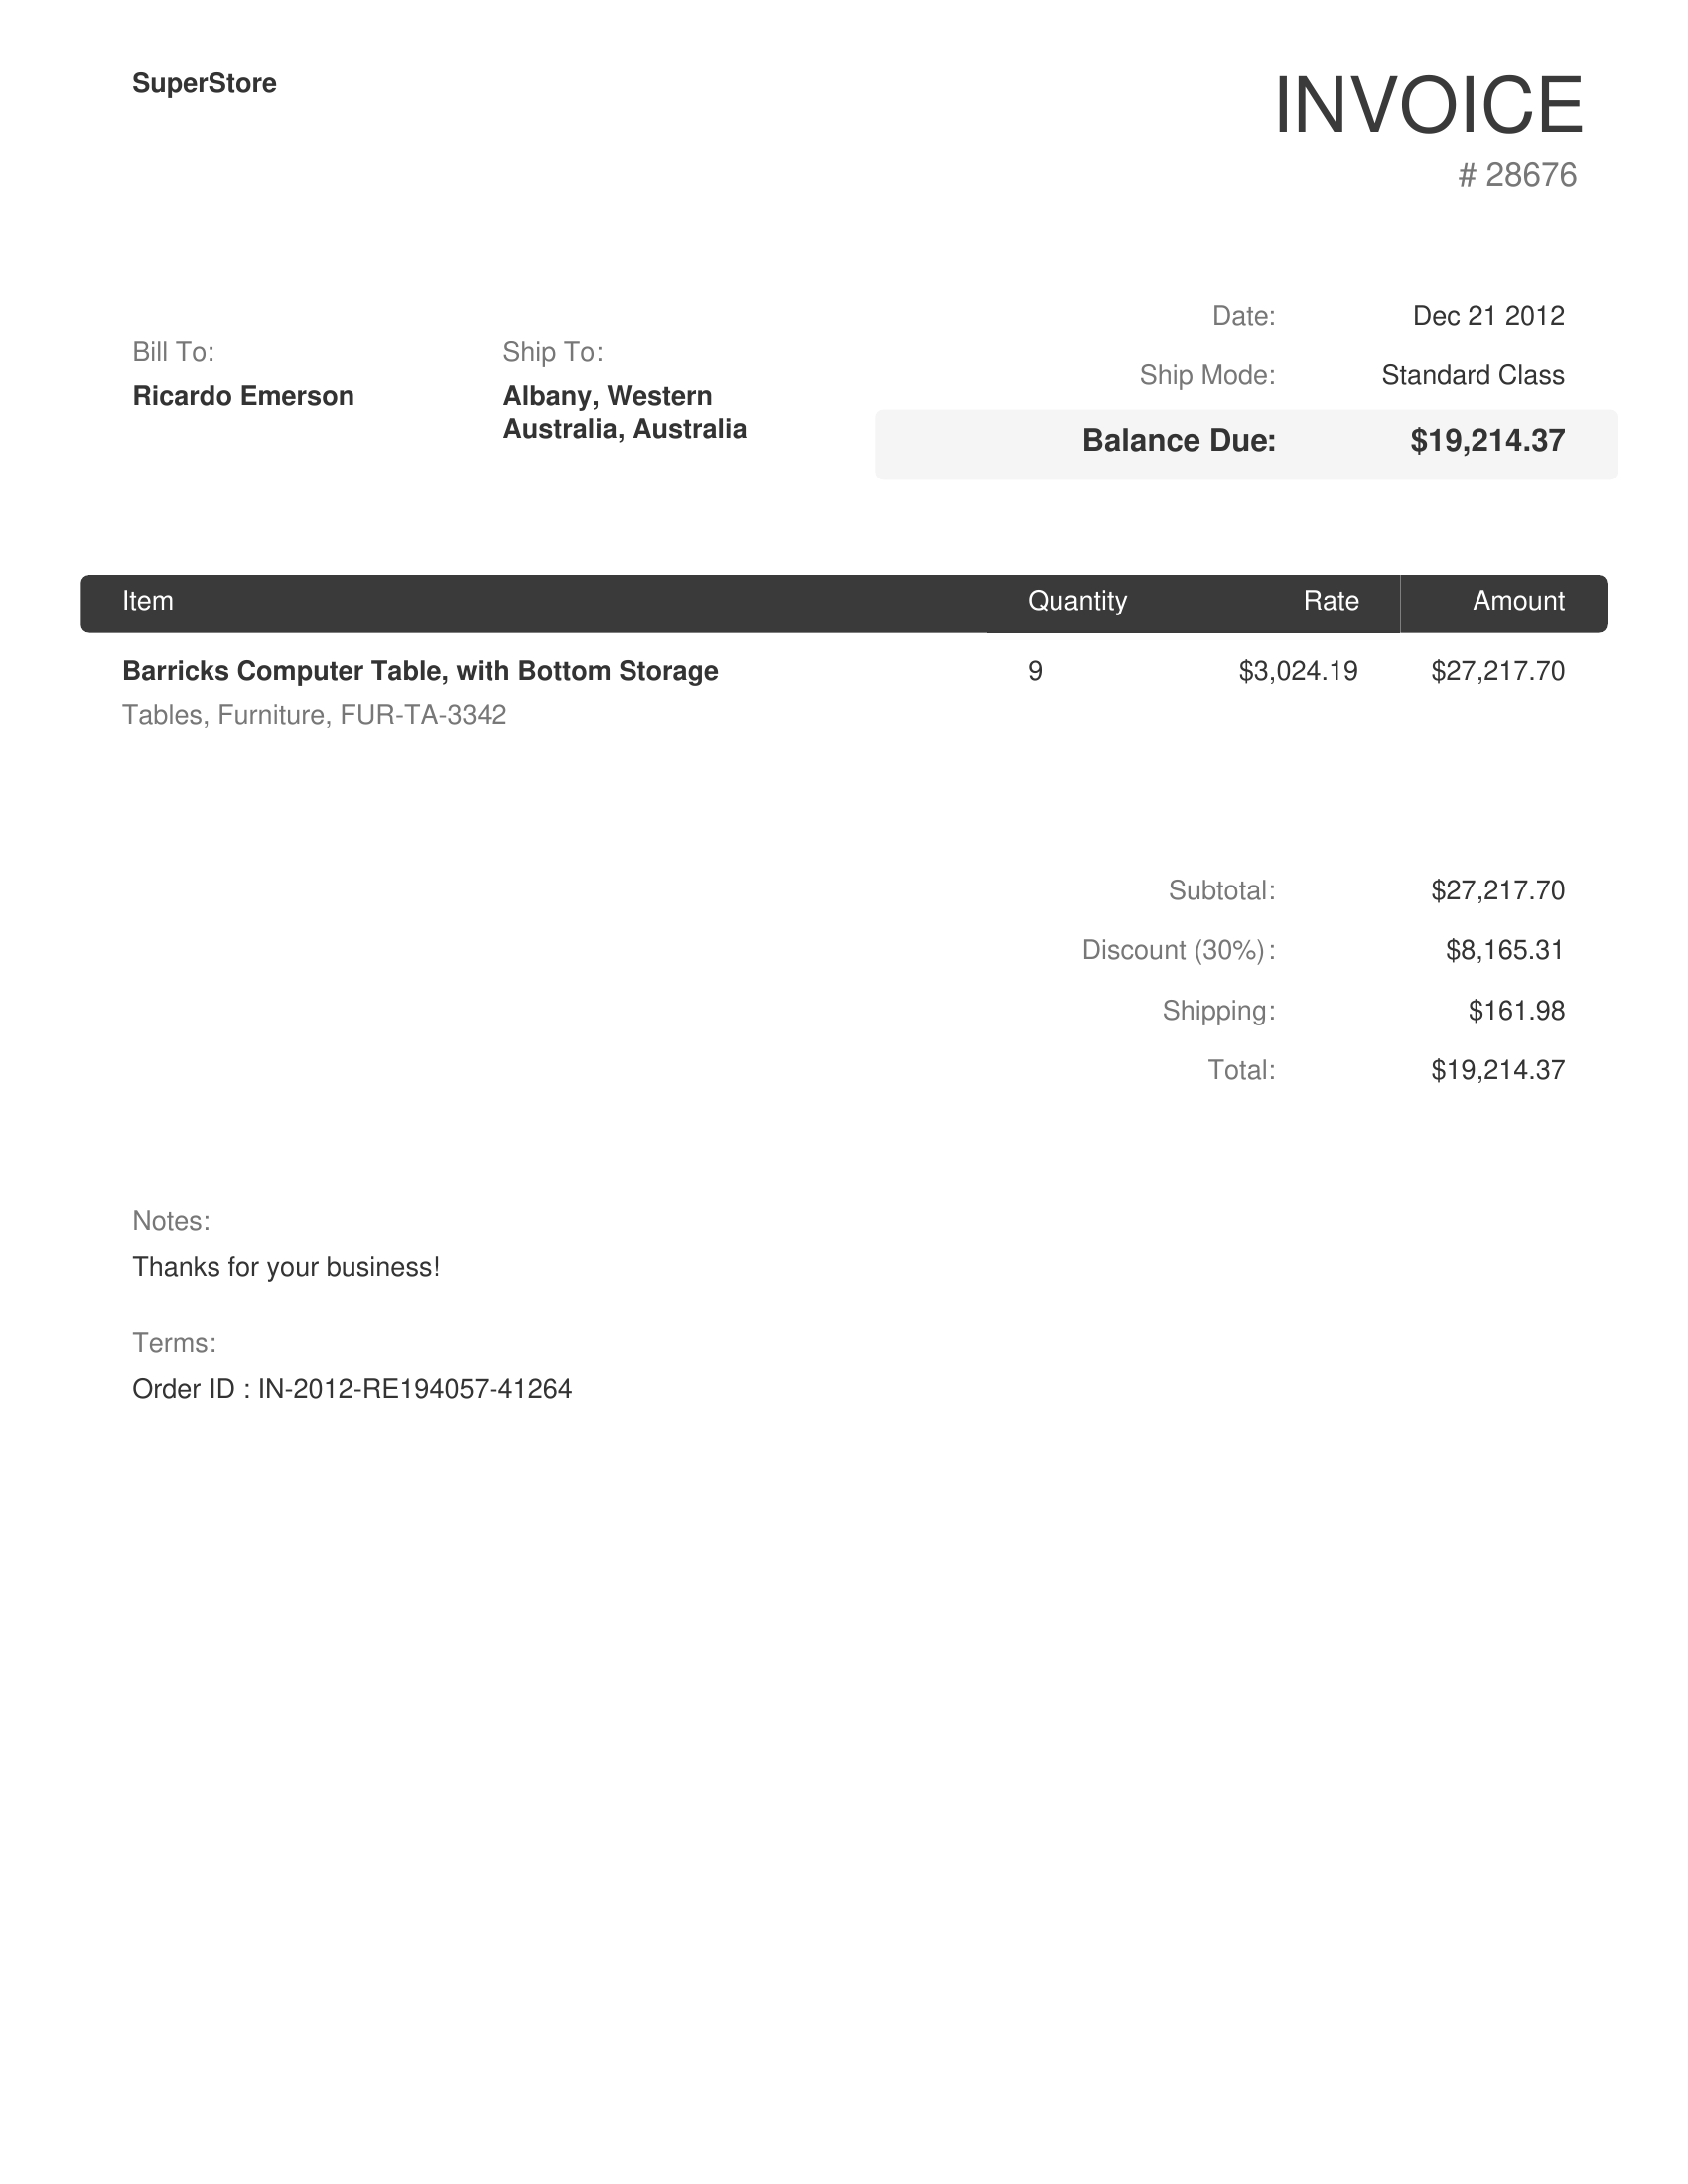 SuperStore
INVOICE
# 28676
Date: Dec 21 2012
Ship Mode: Standard Class
Balance Due: $19,214.37
Bill To:
Ricardo Emerson
Ship To:
Albany, Western
Australia, Australia
Item Quantity Rate Amount
Barricks Computer Table, with Bottom Storage 9 $3,024.19 $27,217.70
Tables, Furniture, FUR-TA-3342
Subtotal: $27,217.70
Discount (30%): $8,165.31
Shipping: $161.98
Total: $19,214.37
Notes:
Thanks for your business!
Terms:
Order ID : IN-2012-RE194057-41264